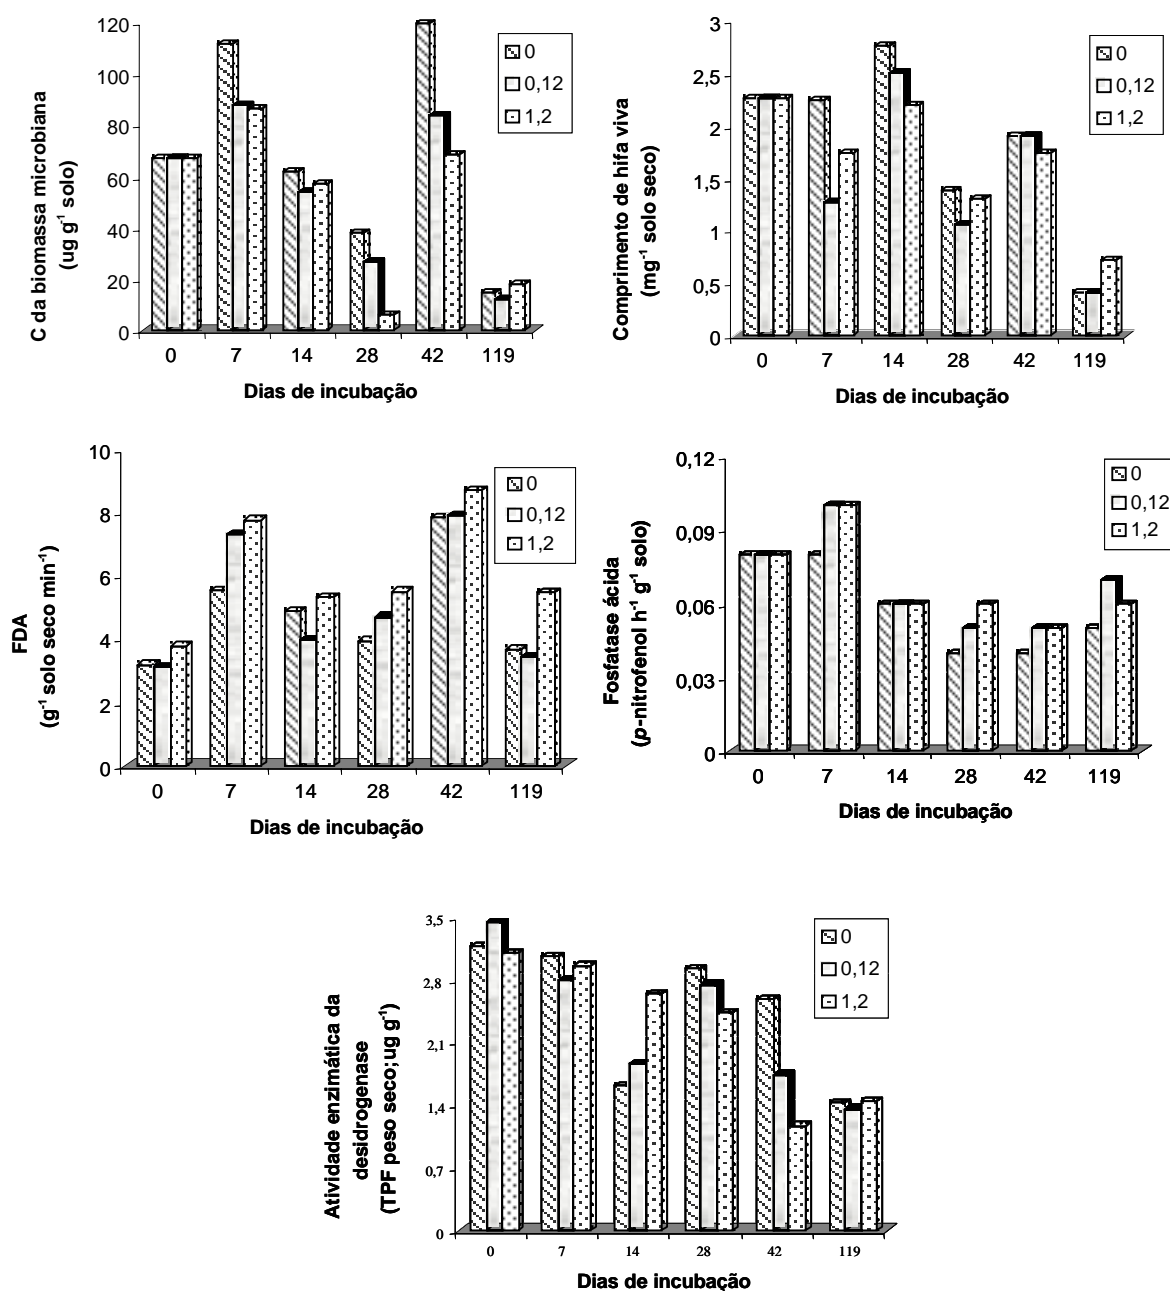 120
100
80
60
40
20
0
C da biomassa microbiana
(ug g-1 solo)
0
0,12
1,2
0 7 14 28 42 119
Dias de incubação
3
2,5
2
1,5
1
0,5
0
Comprimento de hifa viva
(mg-1 solo seco)
0
0,12
1,2
0 7 14 28 42 119
Dias de incubação
10
8
6
4
2
0
FDA
(g-1 solo seco min-1)
0
0,12
1,2
0 7 14 28 42 119
Dias de incubação
0,12
0,09
0,06
0,03
0
Fosfatase ácida
(p-nitrofenol h-1 g-1 solo)
0
0,12
1,2
0 7 14 28 42 119
Dias de incubação
3,5
2,8
2,1
1,4
0,7
0
Atividade enzimática da
desidrogenase
(TPF peso seco;ug g-1)
0
0,12
1,2
0 7 14 28 42 119
Dias de incubação